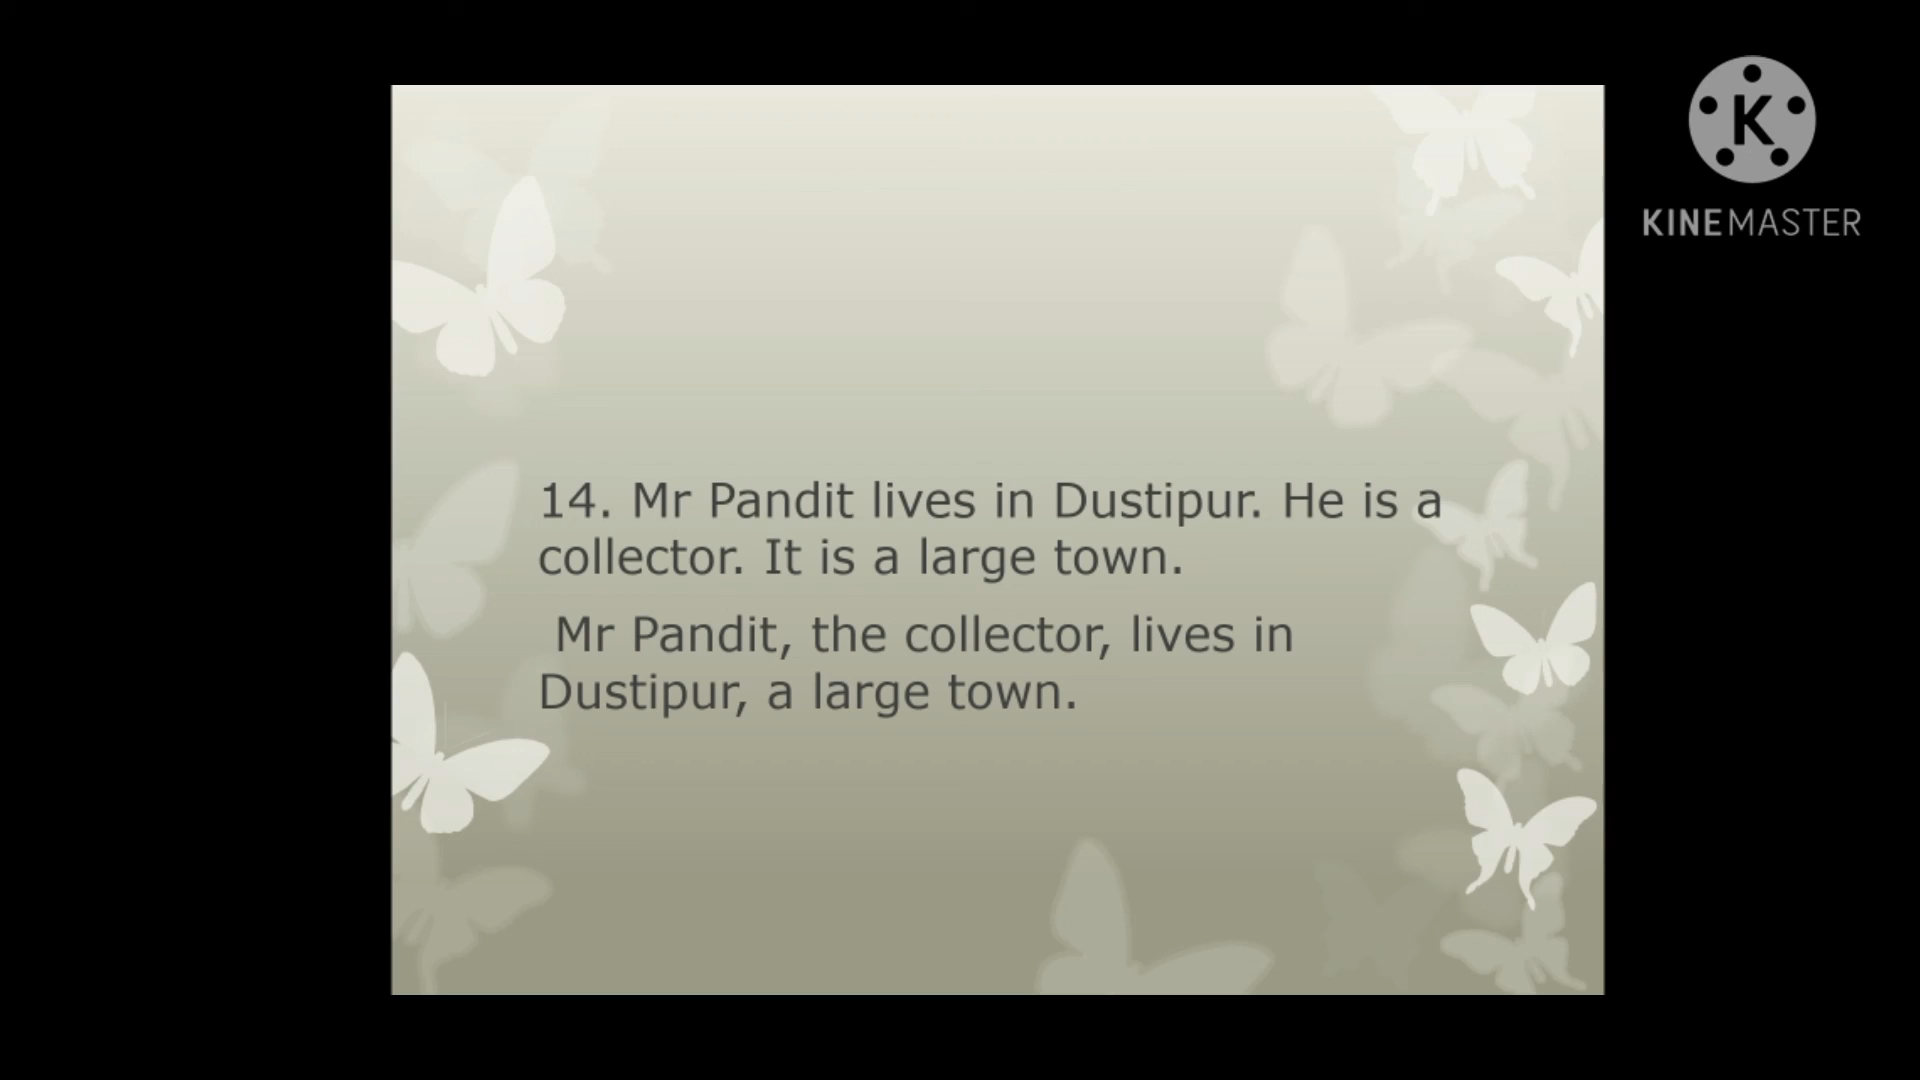 K
KINEMASTER
14. Mr Pandit lives in Dustipur. He is a
collector. It is a large town.
Mr Pandit, the collector, lives in
Dustipur, a large town.